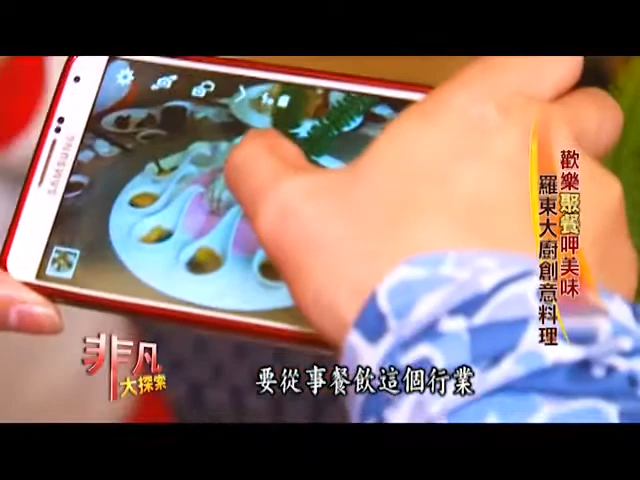 SAMSUNG
歡樂聚餐呷美味
羅東大廚創意料理
非凡
大探索
要從事餐飲這個行業